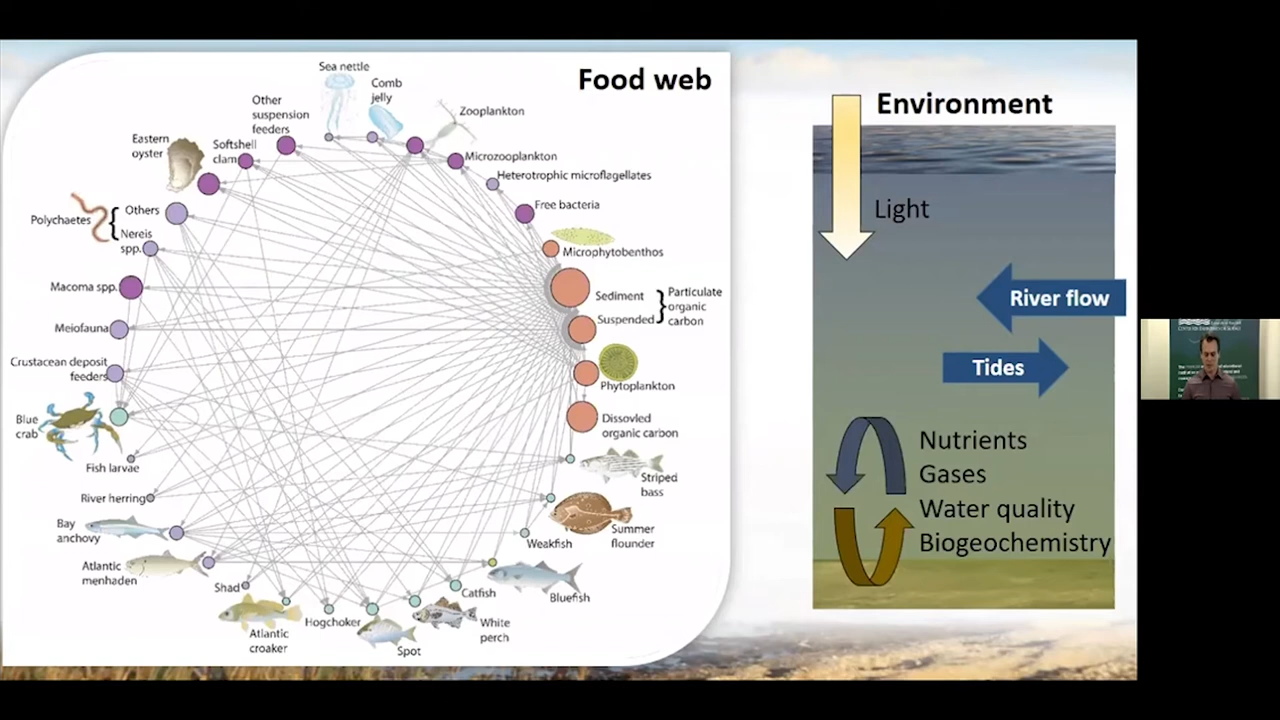 Food web
Sea nettle
Comb
jelly
Zooplankton
Other
suspension
feeders
Eastern
oyster
Softshell
clam
Microzooplankton
Heterotrophic microflagellates
Polychaetes {
Others
Nereis
spp.
Free bacteria
Microphytobenthos
Macoma spp.
Sediment
Suspended
} Particulate
organic
carbon
Meiofauna
Crustacean deposit
feeders
Phytoplankton
Blue
crab
Dissovled
organic carbon
Fish larvae
Striped
bass
River herring
Bay
anchovy
Summer
flounder
Weakfish
Atlantic
menhaden
Shad
Bluefish
Catfish
Hogchoker
White
perch
Atlantic
croaker
Spot
Environment
Light
River flow
Tides
Nutrients
Gases
Water quality
Biogeochemistry